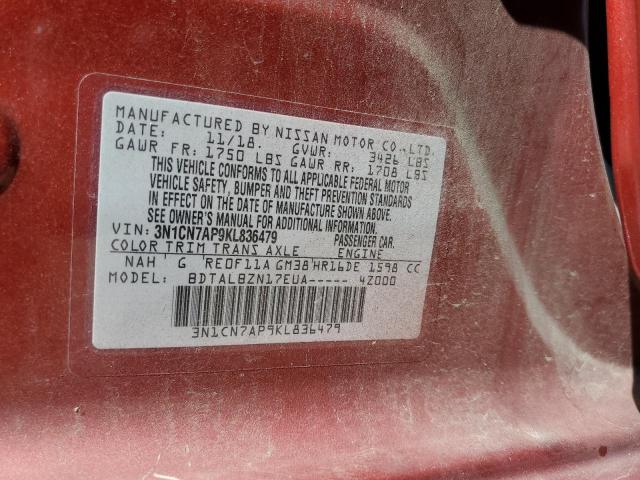 MANUFACTURED BY NISSAN MOTOR CO.,LTD.
DATE: 11/18. GVWR: 3426 LBS
GAWR FR: 1750 LBS GAWR RR: 1708 LBS
THIS VEHICLE CONFORMS TO ALL APPLICABLE FEDERAL MOTOR
VEHICLE SAFETY, BUMPER AND THEFT PREVENTION STANDARDS
IN EFFECT ON THE DATE OF MANUFACTURE SHOWN ABOVE.
SEE OWNER'S MANUAL FOR ADDITIONAL INFORMATION.
VIN: 3N1CN7AP9KL836479 PASSENGER CAR.
COLOR TRIM TRANS AXLE ENGINE
NAH G RE0F11A GM38 HR16DE 1598 CC
MODEL: BDTALBZN17EUA----- 4Z000
3N1CN7AP9KL836479